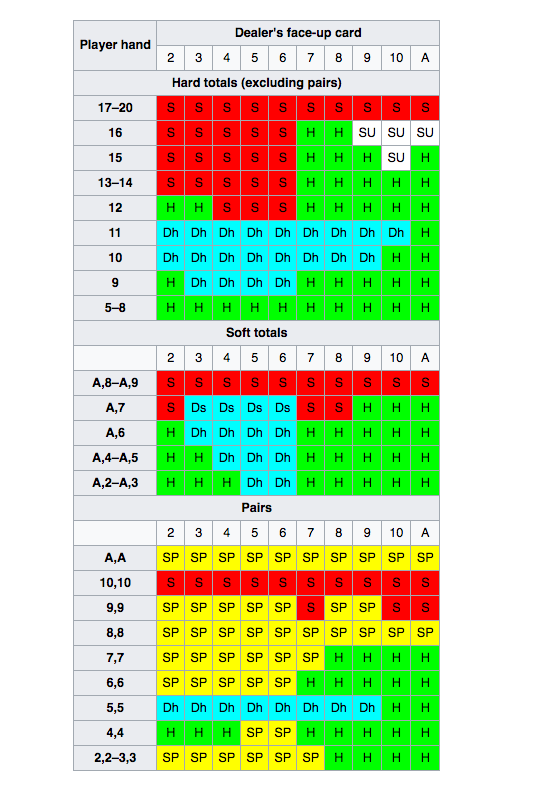 Player hand Dealer's face-up card
2 3 4 5 6 7 8 9 10 A
Hard totals (excluding pairs)
17–20 S S S S S S S S S S
16 S S S S S H H SU SU SU
15 S S S S S H H H SU H
13–14 S S S S S H H H H H
12 H H S S S H H H H H
11 Dh Dh Dh Dh Dh Dh Dh Dh Dh H
10 Dh Dh Dh Dh Dh Dh Dh Dh H H
9 H Dh Dh Dh Dh H H H H H
5–8 H H H H H H H H H H
Soft totals
2 3 4 5 6 7 8 9 10 A
A,8–A,9 S S S S S S S S S S
A,7 S Ds Ds Ds Ds S S H H H
A,6 H Dh Dh Dh Dh H H H H H
A,4–A,5 H H Dh Dh Dh H H H H H
A,2–A,3 H H H Dh Dh H H H H H
Pairs
2 3 4 5 6 7 8 9 10 A
A,A SP SP SP SP SP SP SP SP SP SP
10,10 S S S S S S S S S S
9,9 SP SP SP SP SP S SP SP S S
8,8 SP SP SP SP SP SP SP SP SP SP
7,7 SP SP SP SP SP SP H H H H
6,6 SP SP SP SP SP H H H H H
5,5 Dh Dh Dh Dh Dh Dh Dh Dh H H
4,4 H H H SP SP H H H H H
2,2–3,3 SP SP SP SP SP SP H H H H